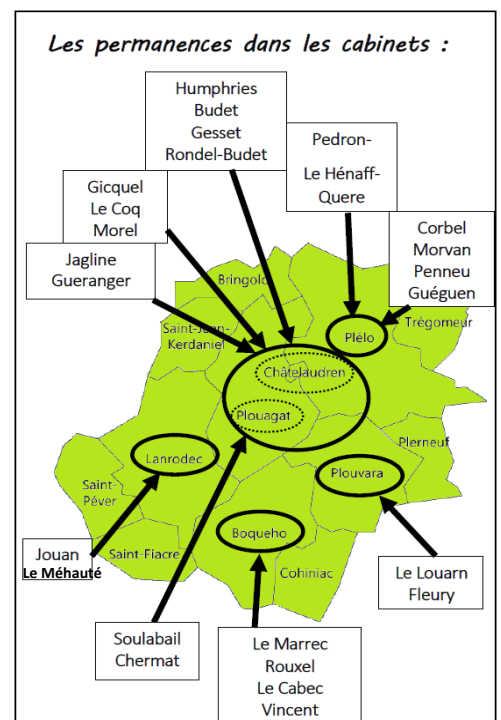 Les permanences dans les cabinets :
Humphries
Budet
Gesset
Rondel-Budet
Pedron-
Le Hénaff-
Quere
Gicquel
Le Coq
Morel
Corbel
Morvan
Penneu
Guéguen
Jagline
Gueranger
Bringolo
Saint-Jean-
Kerdaniel
Trégomeur
Plélo
Châtelaudren
Plouagat
Plerneuf
Lanrodec
Plouvara
Saint-
Péver
Boqueho
Saint-Fiacre
Cohiniac
Jouan
Le Méhauté
Le Louarn
Fleury
Soulabail
Chermat
Le Marrec
Rouxel
Le Cabec
Vincent